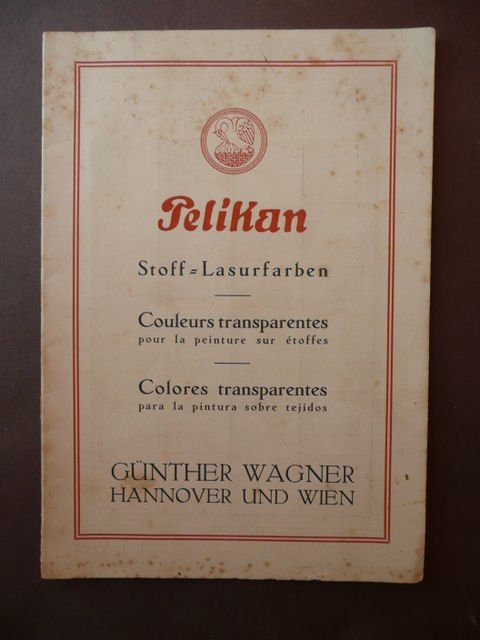 Pelikan
Stoff=Lasurfarben
Couleurs transparentes
pour la peinture sur étoffes
Colores transparentes
para la pintura sobre tejidos
GÜNTHER WAGNER
HANNOVER UND WIEN